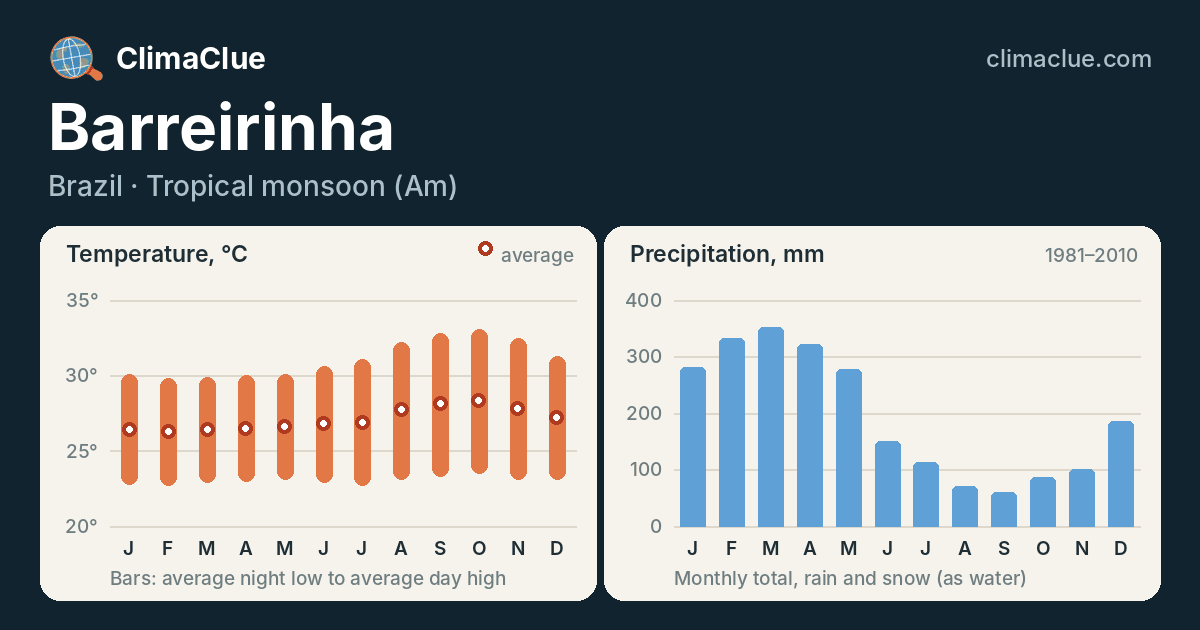 ClimaClue
climaclue.com
Barreirinha
Brazil · Tropical monsoon (Am)
Temperature, °C
average
35°
30°
25°
20°
J F M A M J J A S O N D
Bars: average night low to average day high
Precipitation, mm
1981–2010
400
300
200
100
0
J F M A M J J A S O N D
Monthly total, rain and snow (as water)